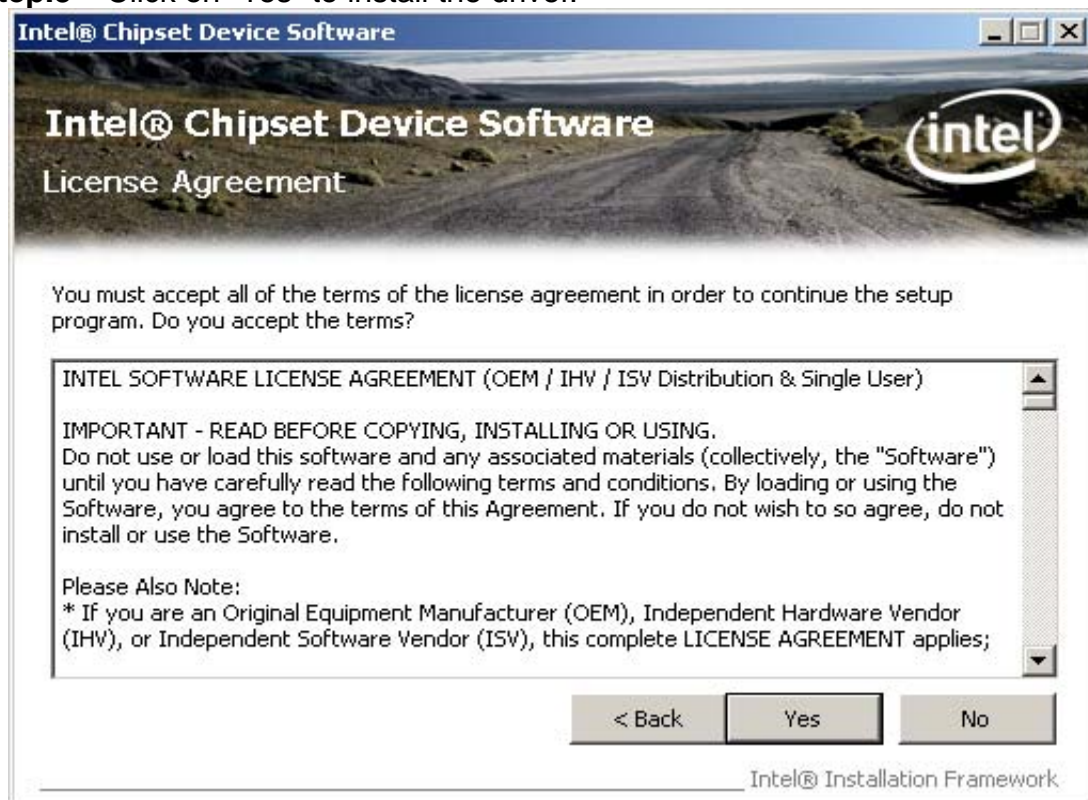 Click on "Yes" to install the driver.
Intel® Chipset Device Software
Intel® Chipset Device Software
intel
License Agreement
You must accept all of the terms of the license agreement in order to continue the setup
program. Do you accept the terms?
INTEL SOFTWARE LICENSE AGREEMENT (OEM / IHV / ISV Distribution & Single User)
IMPORTANT - READ BEFORE COPYING, INSTALLING OR USING.
Do not use or load this software and any associated materials (collectively, the "Software")
until you have carefully read the following terms and conditions. By loading or using the
Software, you agree to the terms of this Agreement. If you do not wish to so agree, do not
install or use the Software.
Please Also Note:
* If you are an Original Equipment Manufacturer (OEM), Independent Hardware Vendor
(IHV), or Independent Software Vendor (ISV), this complete LICENSE AGREEMENT applies;
< Back Yes No
Intel® Installation Framework